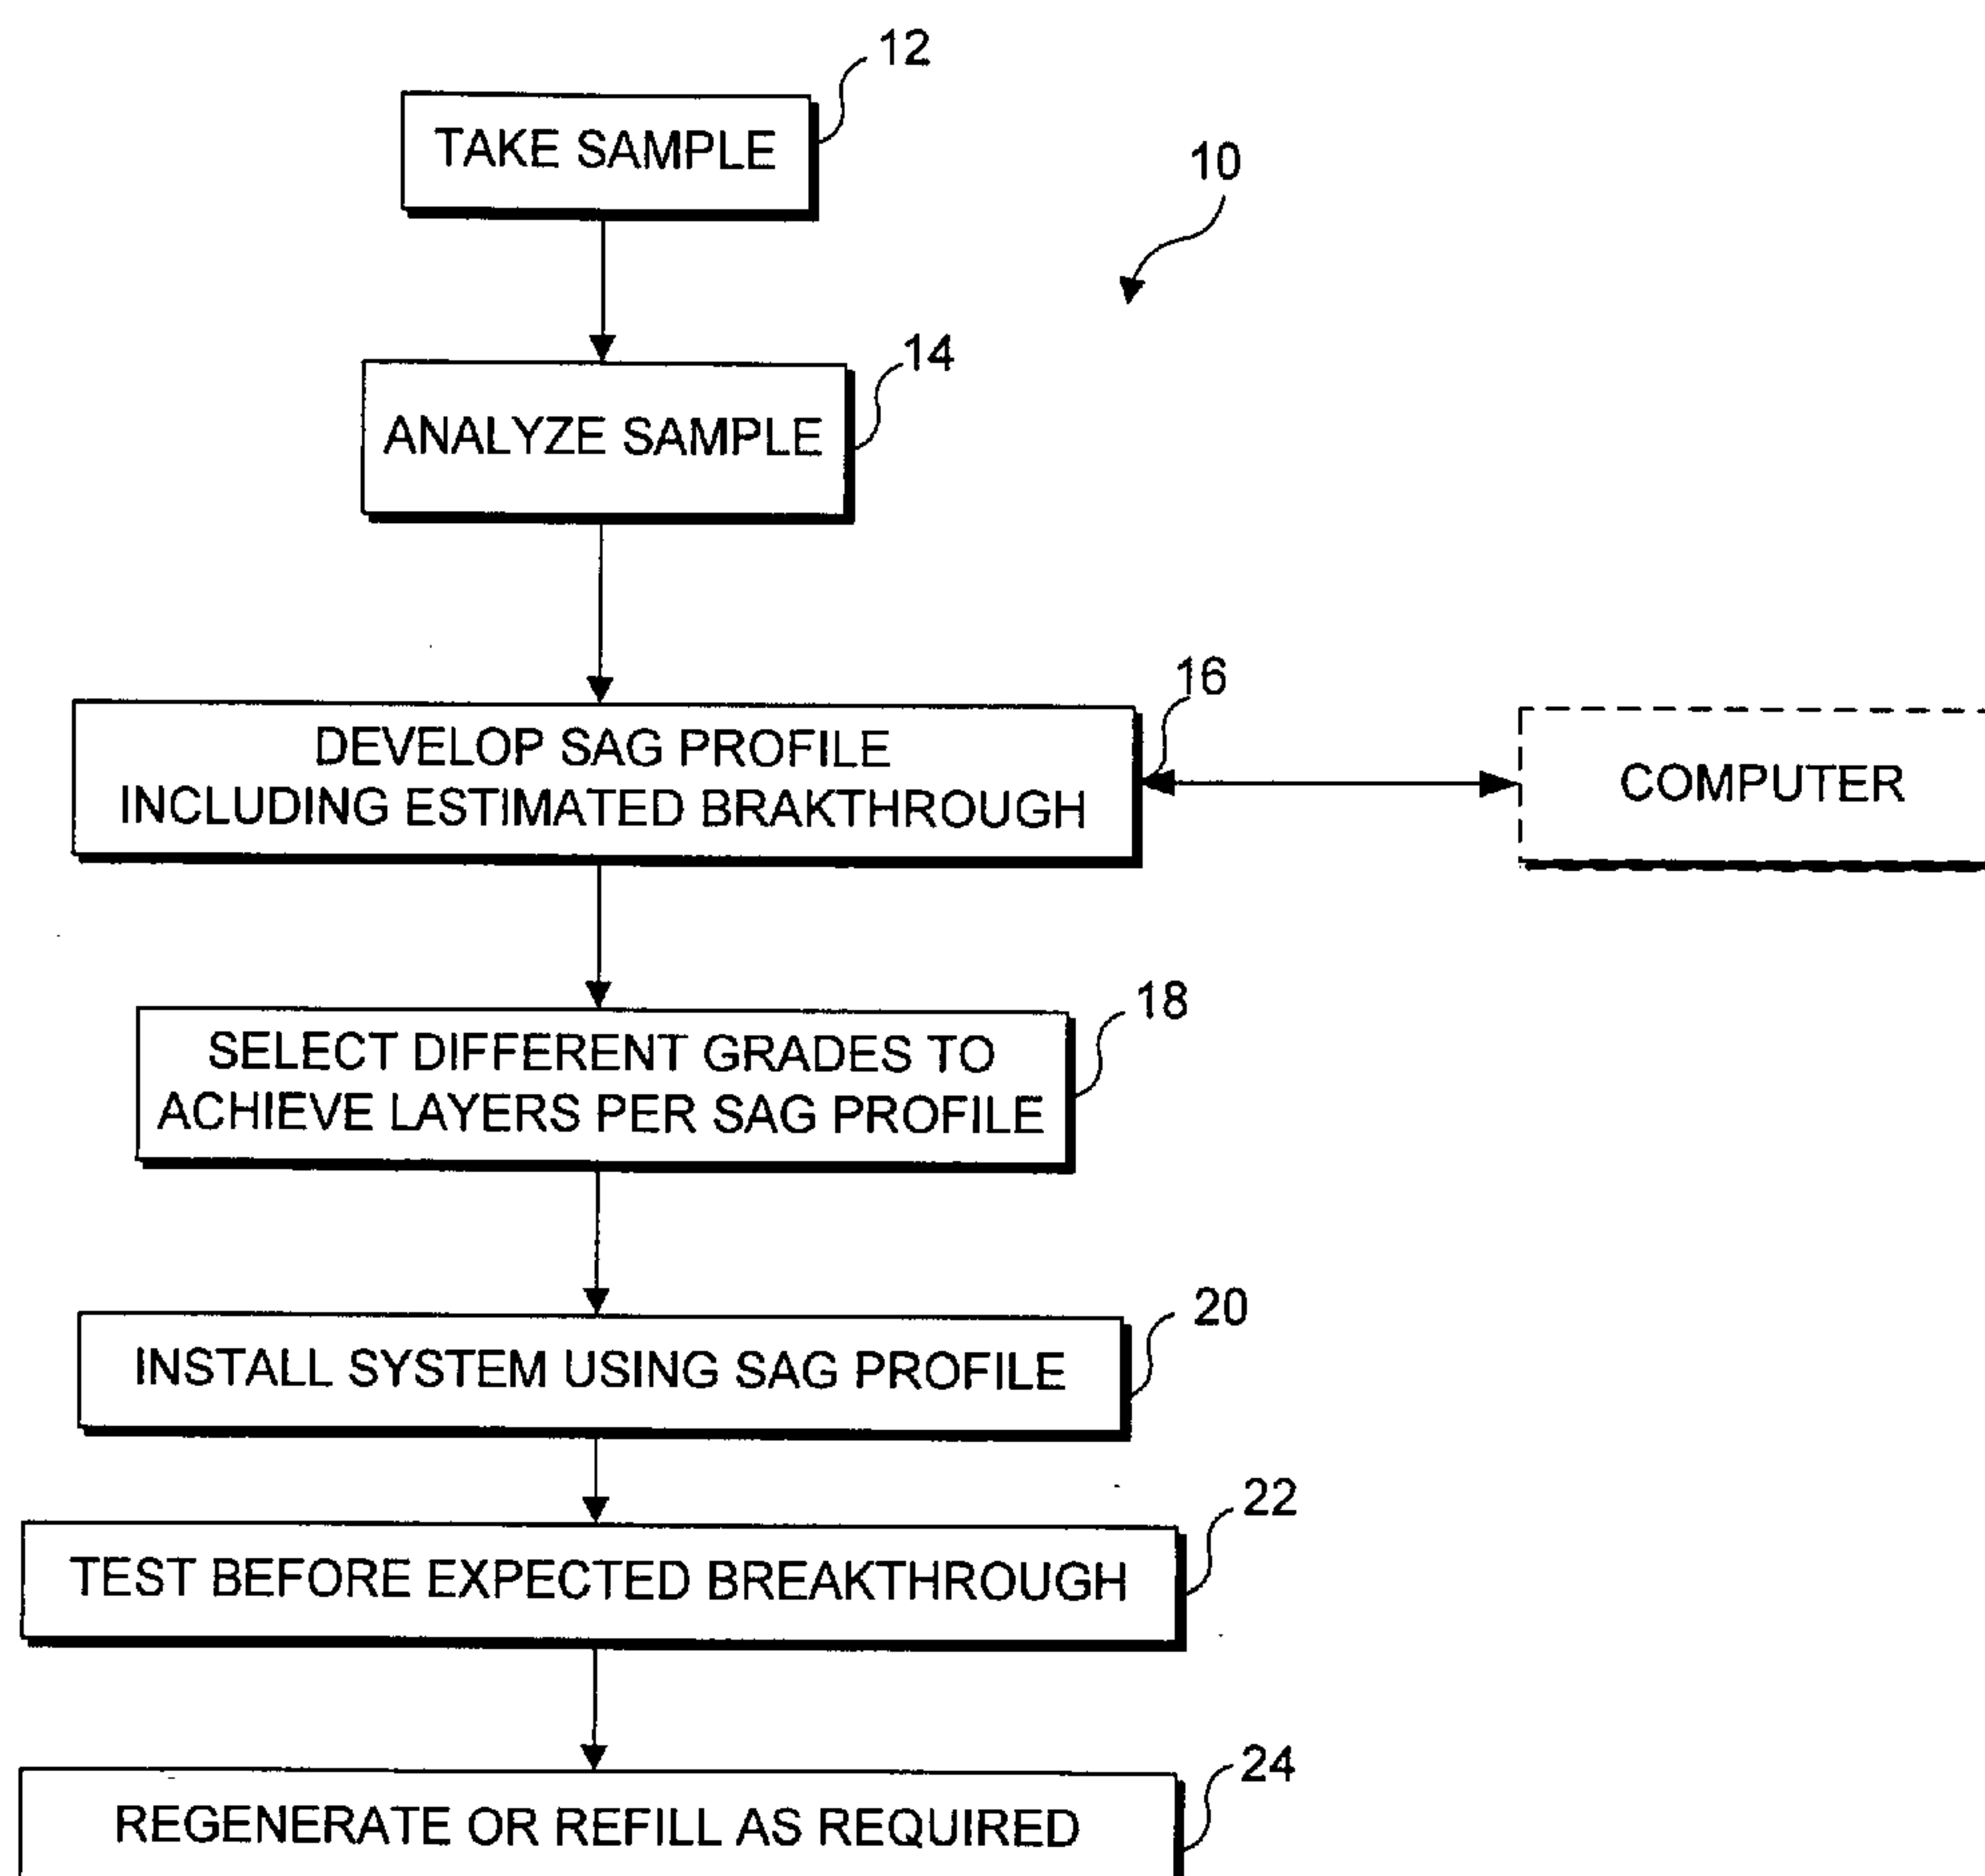 12
TAKE SAMPLE
10
14
ANALYZE SAMPLE
16
DEVELOP SAG PROFILE
INCLUDING ESTIMATED BRAKTHROUGH
COMPUTER
18
SELECT DIFFERENT GRADES TO
ACHIEVE LAYERS PER SAG PROFILE
20
INSTALL SYSTEM USING SAG PROFILE
22
TEST BEFORE EXPECTED BREAKTHROUGH
24
REGENERATE OR REFILL AS REQUIRED